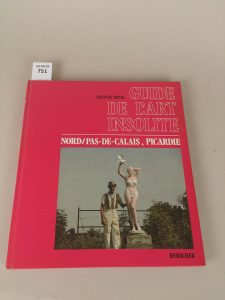 751
FRANCIS DAVID
GUIDE
DE L'ART
INSOLITE
NORD/PAS-DE-CALAIS, PICARDIE
HERSCHER